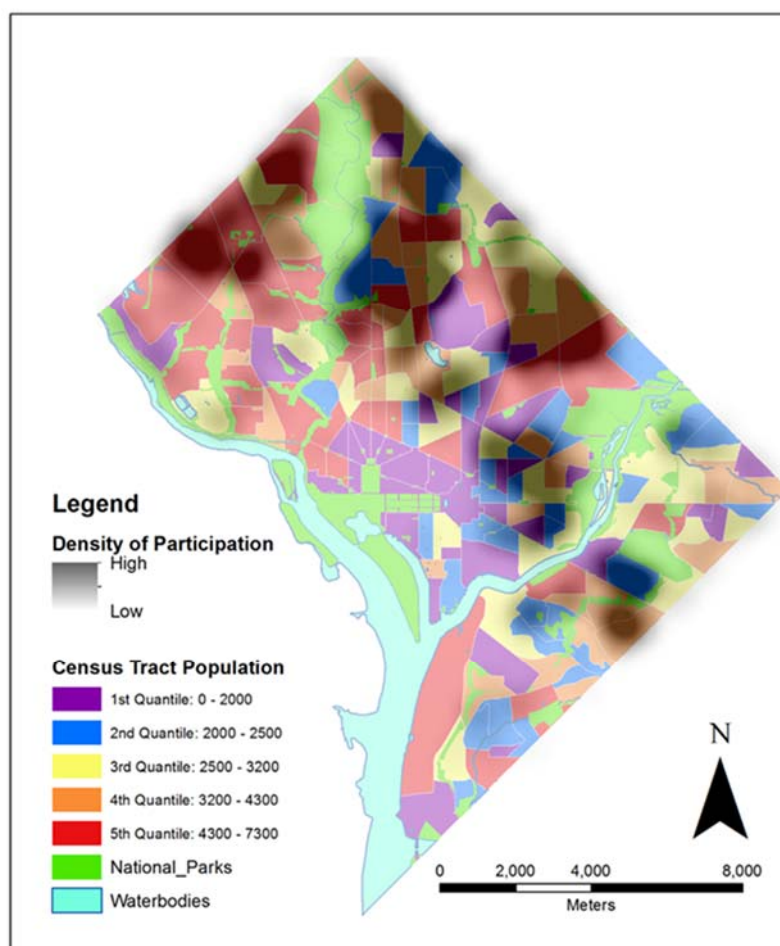 Legend
Density of Participation
High
Low
Census Tract Population
1st Quantile: 0 - 2000
2nd Quantile: 2000 - 2500
3rd Quantile: 2500 - 3200
4th Quantile: 3200 - 4300
5th Quantile: 4300 - 7300
National_Parks
Waterbodies
N
0 2,000 4,000 8,000
Meters